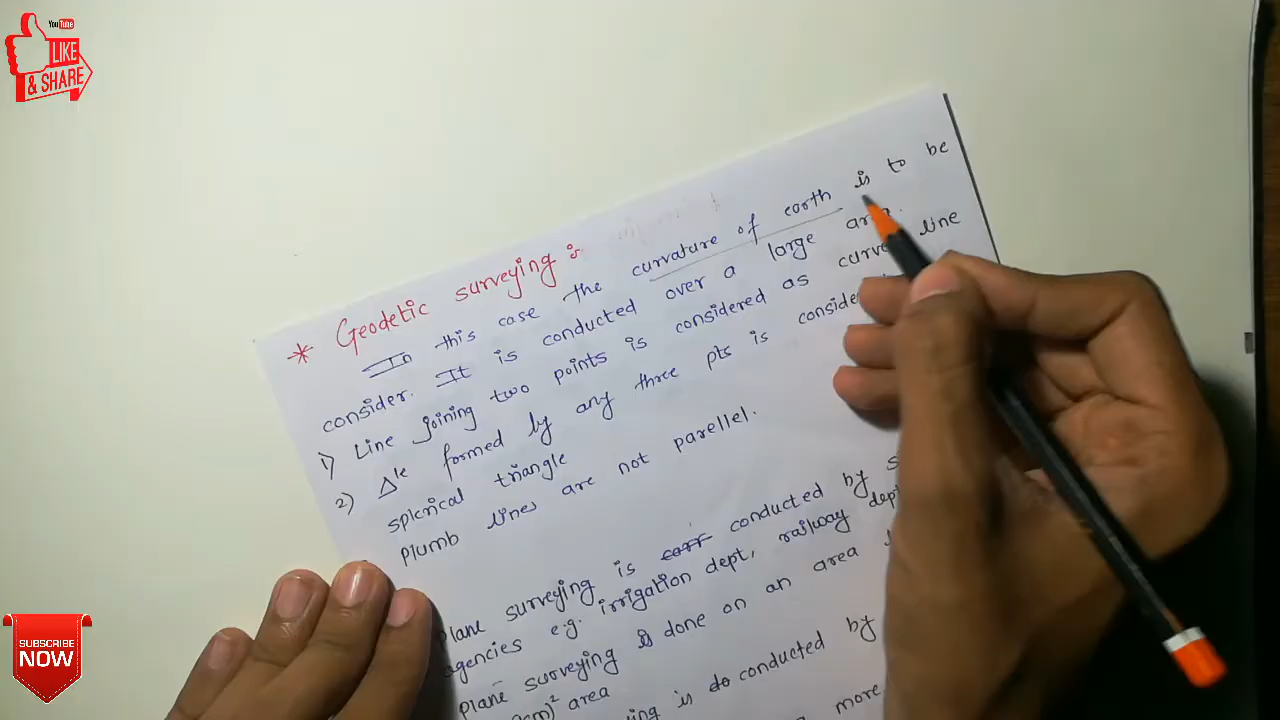 YouTube
LIKE
& SHARE
* Geodetic surveying :-
In this case the curvature of earth is to be
consider. It is conducted over a large area.
1) Line joining two points is considered as curve line
2) Δle formed by any three pts is
spherical triangle
plumb lines are not parellel.
plane surveying is conducted by
agencies e.g. irrigation dept, railway dept
plane surveying is done on an area
area
is do conducted by
more
SUBSCRIBE
NOW